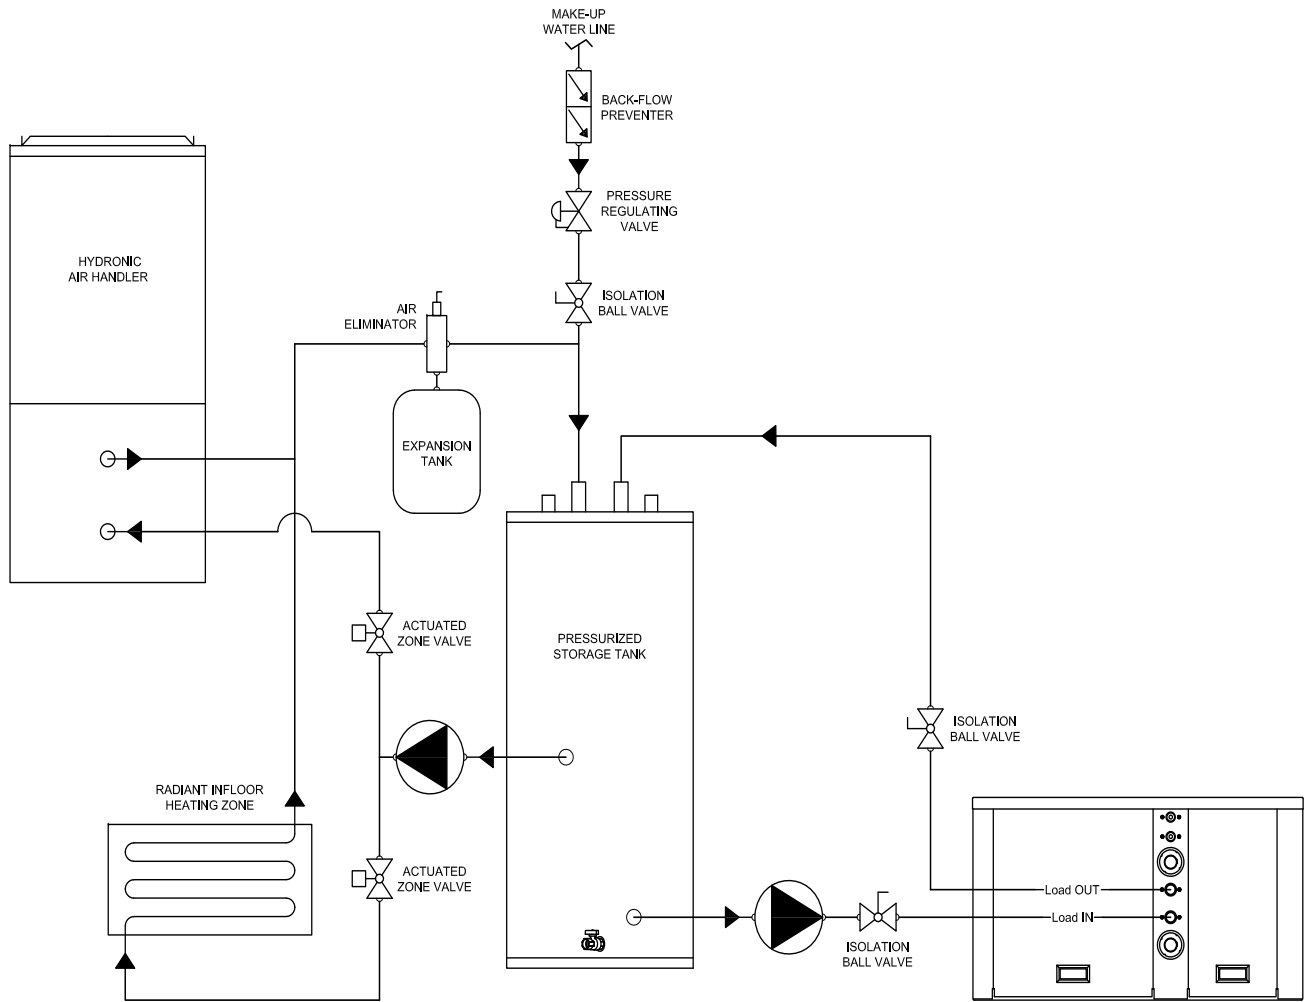 MAKE-UP
WATER LINE
BACK-FLOW
PREVENTER
PRESSURE
REGULATING
VALVE
HYDRONIC
AIR HANDLER
ISOLATION
BALL VALVE
AIR
ELIMINATOR
EXPANSION
TANK
ACTUATED
ZONE VALVE
PRESSURIZED
STORAGE TANK
ISOLATION
BALL VALVE
RADIANT INFLOOR
HEATING ZONE
ACTUATED
ZONE VALVE
Load OUT
Load IN
ISOLATION
BALL VALVE